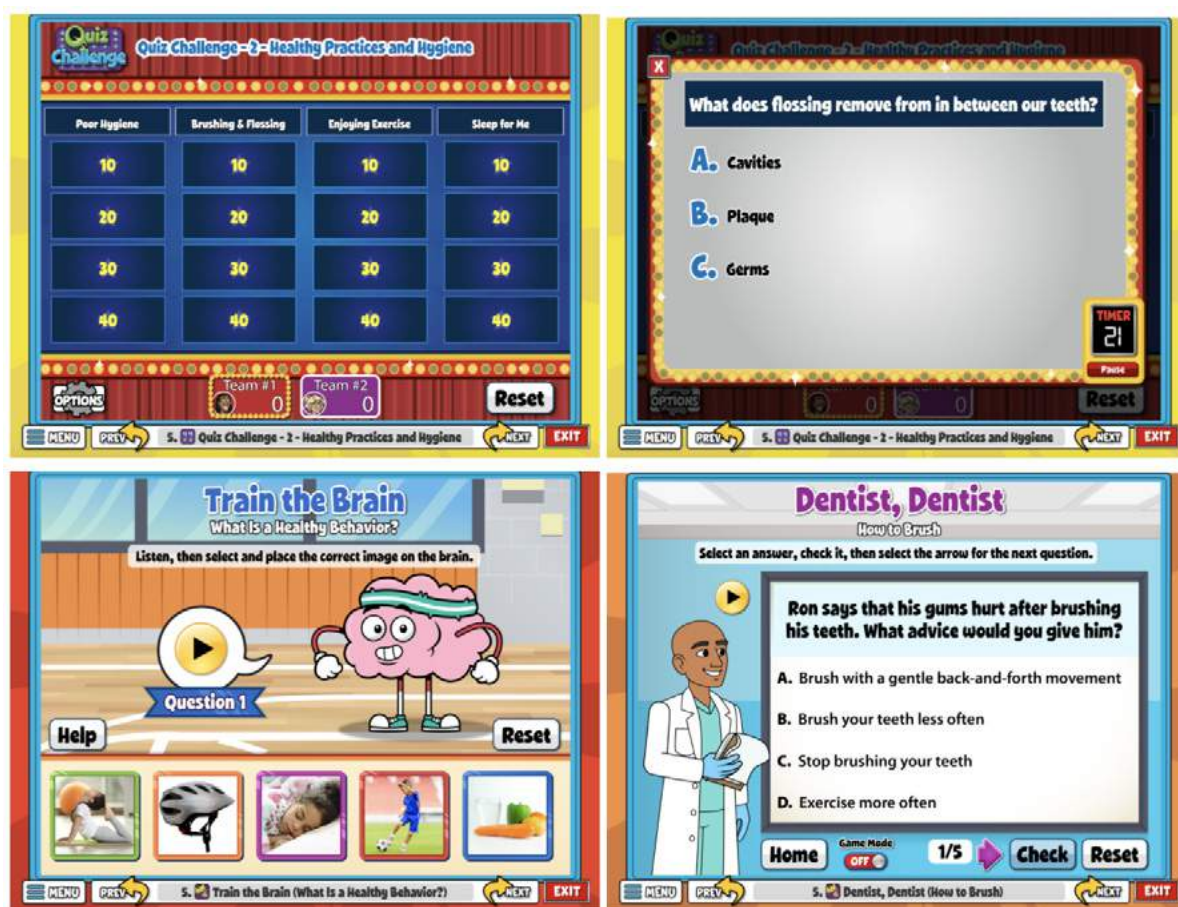 Quiz
Challenge
Quiz Challenge - 2 - Healthy Practices and Hygiene
Poor Hygiene Brushing & Flossing Enjoying Exercise Sleep for Me
10 10 10 10
20 20 20 20
30 30 30 30
40 40 40 40
OPTIONS
Team #1
0
Team #2
0
Reset
MENU PREV 5. Quiz Challenge - 2 - Healthy Practices and Hygiene NEXT EXIT
Quiz
Challenge
Quiz Challenge - 2 - Healthy Practices and Hygiene
X
What does flossing remove from in between our teeth?
A. Cavities
B. Plaque
C. Germs
TIMER
21
Pause
OPTIONS
0
0
Reset
MENU PREV 5. Quiz Challenge - 2 - Healthy Practices and Hygiene NEXT EXIT
Train the Brain
What Is a Healthy Behavior?
Listen, then select and place the correct image on the brain.
Question 1
Help
Reset
MENU PREV 5. Train the Brain (What Is a Healthy Behavior?) NEXT EXIT
Dentist, Dentist
How to Brush
Select an answer, check it, then select the arrow for the next question.
Ron says that his gums hurt after brushing
his teeth. What advice would you give him?
A. Brush with a gentle back-and-forth movement
B. Brush your teeth less often
C. Stop brushing your teeth
D. Exercise more often
Home
Game Mode
OFF
1/5
Check
Reset
MENU PREV 5. Dentist, Dentist (How to Brush) NEXT EXIT